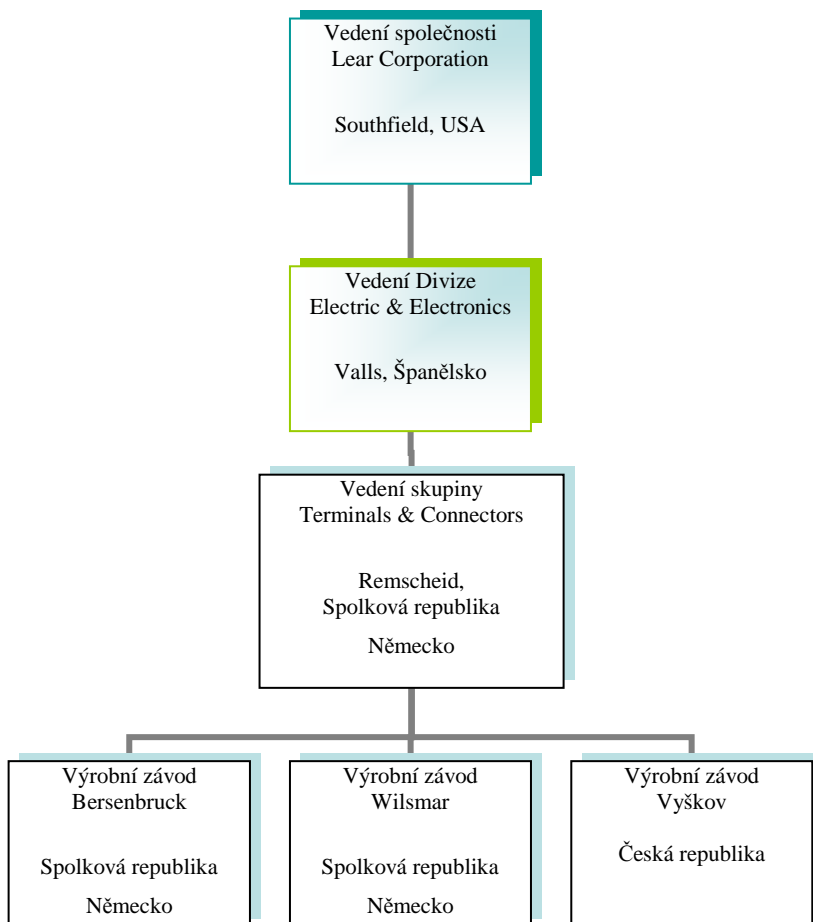 Vedení společnosti
Lear Corporation
Southfield, USA
Vedení Divize
Electric & Electronics
Valls, Španělsko
Vedení skupiny
Terminals & Connectors
Remscheid,
Spolková republika
Německo
Výrobní závod
Bersenbruck
Spolková republika
Německo
Výrobní závod
Wilsmar
Spolková republika
Německo
Výrobní závod
Vyškov
Česká republika